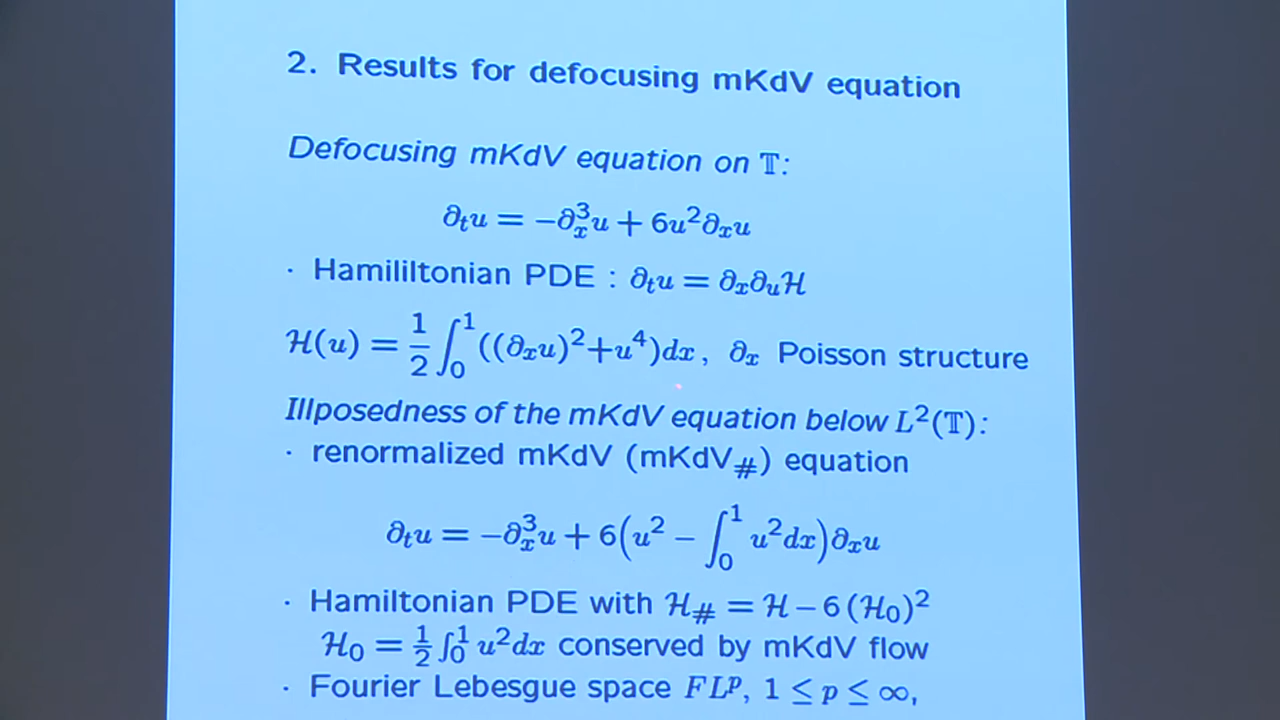 2. Results for defocusing mKdV equation
Defocusing mKdV equation on 𝕋:
∂ₜu = −∂ₓ³u + 6u²∂ₓu
· Hamililtonian PDE : ∂ₜu = ∂ₓ∂ᵤℋ
ℋ(u) = 1/2 ∫₀¹ ((∂ₓu)²+u⁴)dx, ∂ₓ Poisson structure
Illposedness of the mKdV equation below L²(𝕋):
· renormalized mKdV (mKdV#) equation
∂ₜu = −∂ₓ³u + 6(u² − ∫₀¹ u²dx)∂ₓu
· Hamiltonian PDE with ℋ# = ℋ − 6 (ℋ₀)²
ℋ₀ = 1/2 ∫₀¹ u²dx conserved by mKdV flow
· Fourier Lebesgue space FLᵖ, 1 ≤ p ≤ ∞,